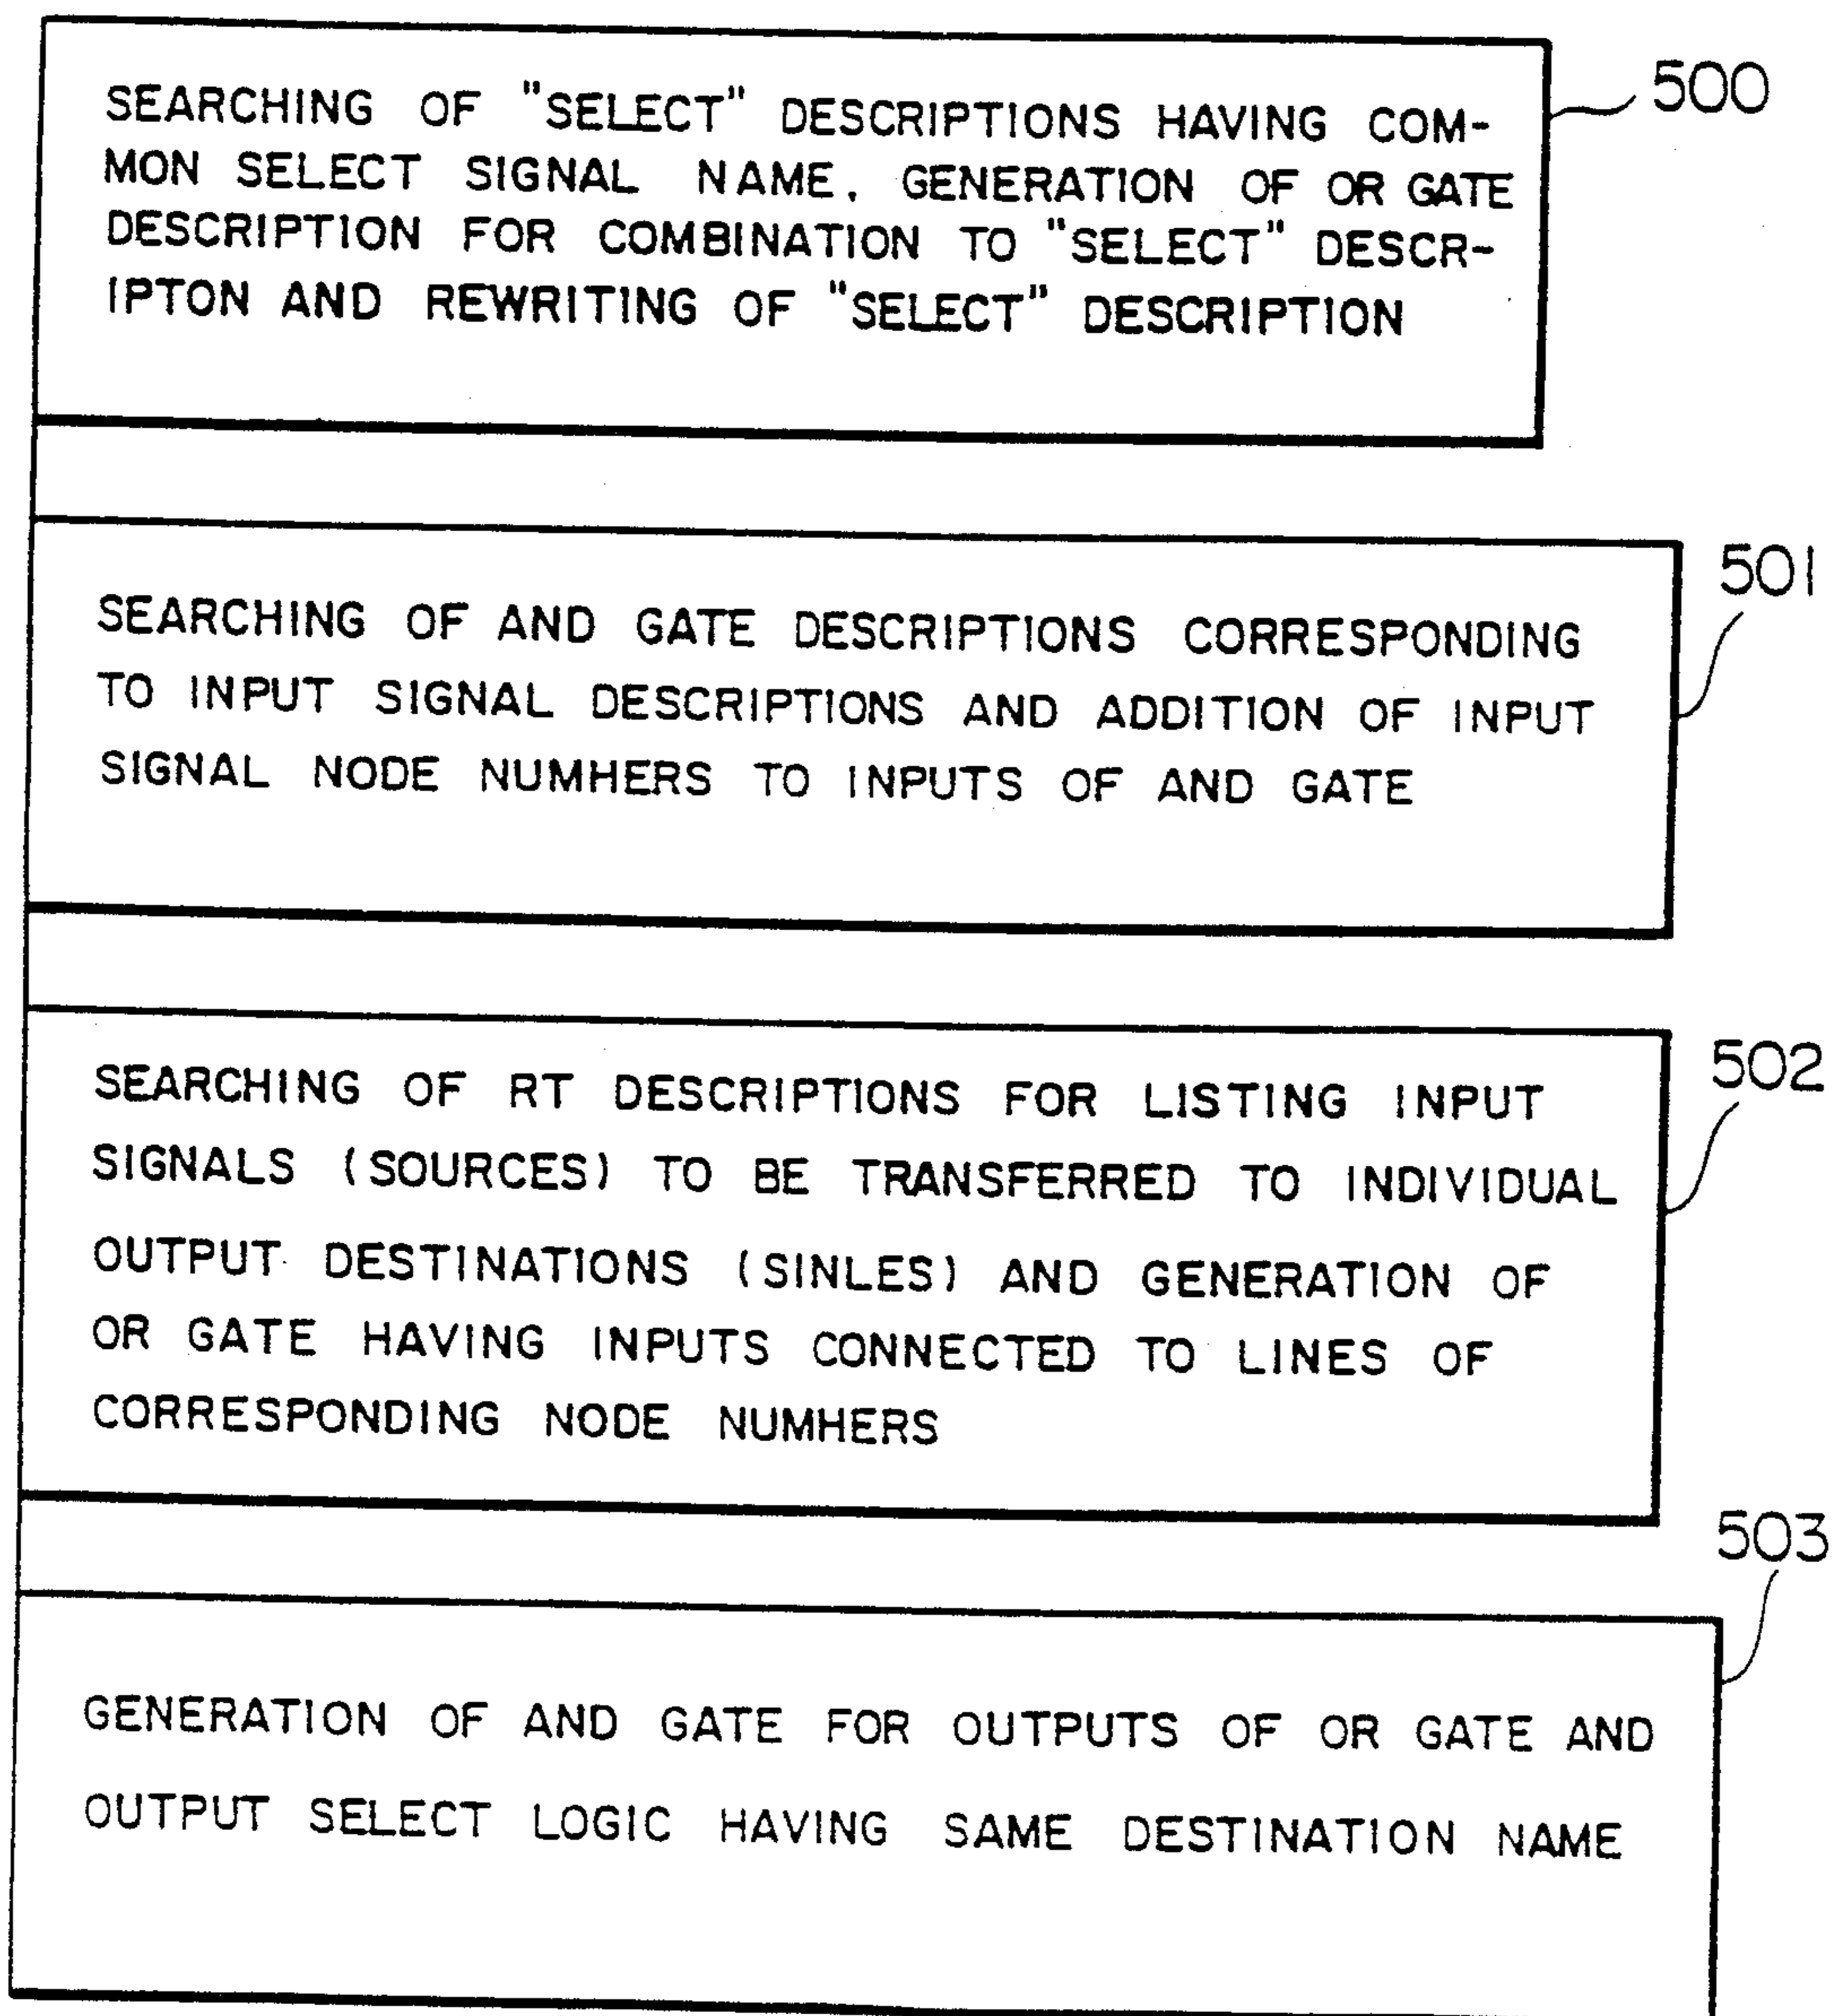 SEARCHING OF "SELECT" DESCRIPTIONS HAVING COM-
MON SELECT SIGNAL NAME. GENERATION OF OR GATE
DESCRIPTION FOR COMBINATION TO "SELECT" DESCR-
IPTON AND REWRITING OF "SELECT" DESCRIPTION
500
SEARCHING OF AND GATE DESCRIPTIONS CORRESPONDING
TO INPUT SIGNAL DESCRIPTIONS AND ADDITION OF INPUT
SIGNAL NODE NUMHERS TO INPUTS OF AND GATE
501
SEARCHING OF RT DESCRIPTIONS FOR LISTING INPUT
SIGNALS (SOURCES) TO BE TRANSFERRED TO INDIVIDUAL
OUTPUT DESTINATIONS (SINLES) AND GENERATION OF
OR GATE HAVING INPUTS CONNECTED TO LINES OF
CORRESPONDING NODE NUMHERS
502
GENERATION OF AND GATE FOR OUTPUTS OF OR GATE AND
OUTPUT SELECT LOGIC HAVING SAME DESTINATION NAME
503